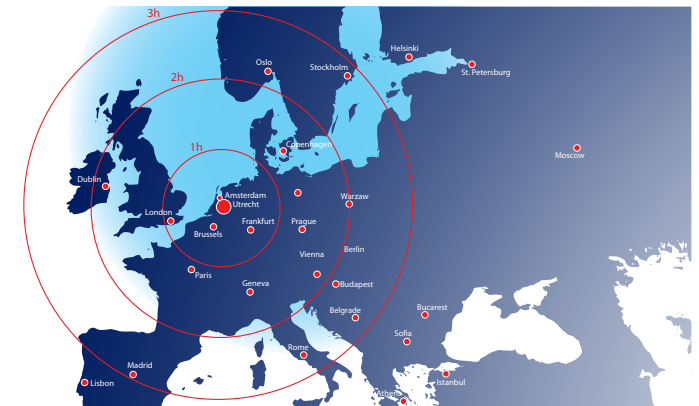 3h
Helsinki
Oslo
Stockholm
St. Petersburg
2h
Copenhagen
1h
Moscow
Dublin
Amsterdam
Utrecht
Warzaw
London
Frankfurt
Prague
Brussels
Berlin
Vienna
Paris
Geneva
Budapest
Belgrade
Bucarest
Sofia
Rome
Madrid
Lisbon
Istanbul
Athens